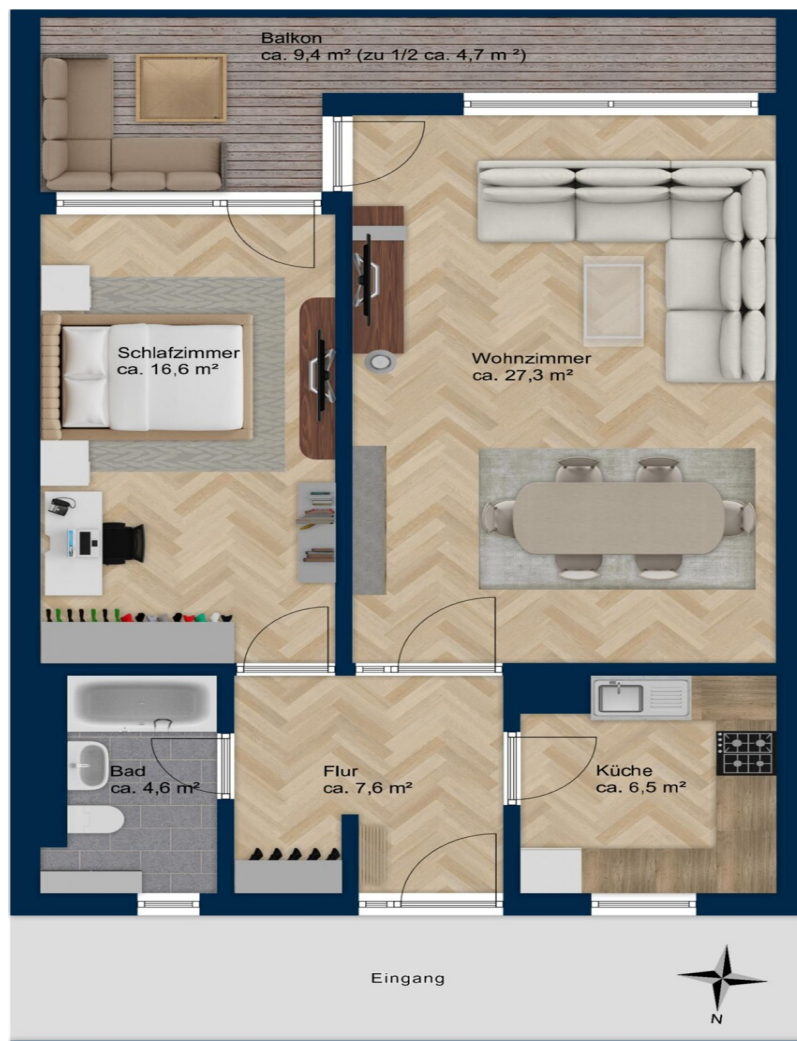 Balkon
ca. 9,4 m² (zu 1/2 ca. 4,7 m ²)
Schlafzimmer
ca. 16,6 m²
Wohnzimmer
ca. 27,3 m²
Bad
ca. 4,6 m²
Flur
ca. 7,6 m²
Küche
ca. 6,5 m²
Eingang
N